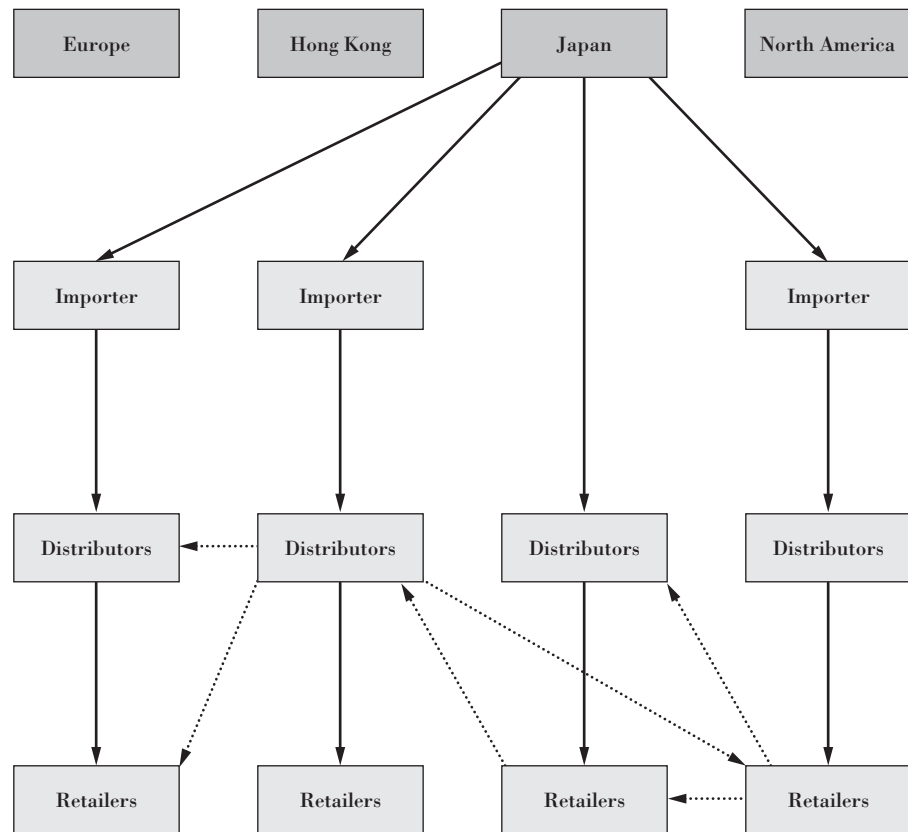 Europe
Hong Kong
Japan
North America
Importer
Importer
Importer
Distributors
Distributors
Distributors
Distributors
Retailers
Retailers
Retailers
Retailers